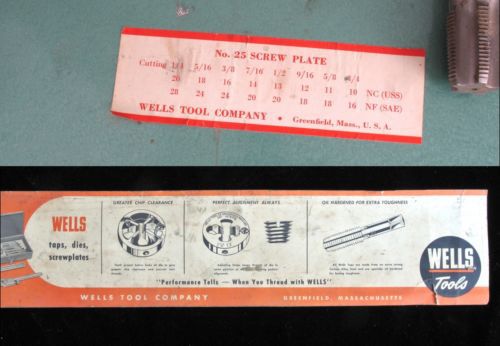 No. 25 SCREW PLATE
Cutting 1/4 5/16 3/8 7/16 1/2 9/16 5/8 3/4
20 18 16 14 12 11 10 NC (USS)
28 24 24 20 20 18 18 16 NF (SAE)
WELLS TOOL COMPANY • Greenfield, Mass., U. S. A.
GREATER CHIP CLEARANCE
PERFECT ALIGNMENT ALWAYS
OIL HARDENED FOR EXTRA TOUGHNESS
WELLS
taps, dies,
screwplates
"Performance Tells — When You Thread with WELLS"
WELLS TOOL COMPANY
GREENFIELD, MASSACHUSETTS
WELLS
Tools